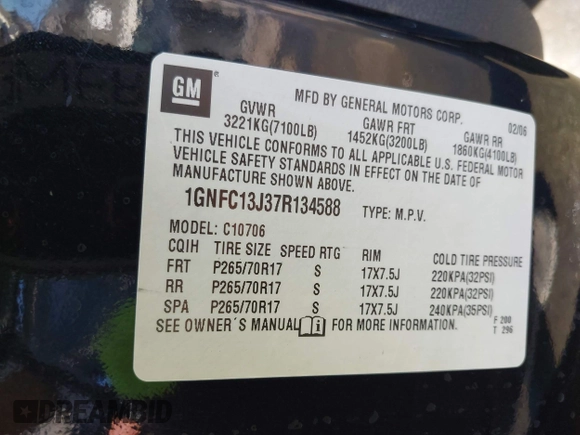 GM
MFD BY GENERAL MOTORS CORP. 02/06
GVWR GAWR FRT GAWR RR
3221KG(7100LB) 1452KG(3200LB) 1860KG(4100LB)
THIS VEHICLE CONFORMS TO ALL APPLICABLE U.S. FEDERAL MOTOR
VEHICLE SAFETY STANDARDS IN EFFECT ON THE DATE OF
MANUFACTURE SHOWN ABOVE.
1GNFC13J37R134588 TYPE: M.P.V.
MODEL: C10706
CQIH TIRE SIZE SPEED RTG RIM COLD TIRE PRESSURE
FRT P265/70R17 S 17X7.5J 220KPA(32PSI)
RR P265/70R17 S 17X7.5J 220KPA(32PSI)
SPA P265/70R17 S 17X7.5J 240KPA(35PSI)
SEE OWNER´S MANUAL FOR MORE INFORMATION. F 200
T 296
DREAMBID